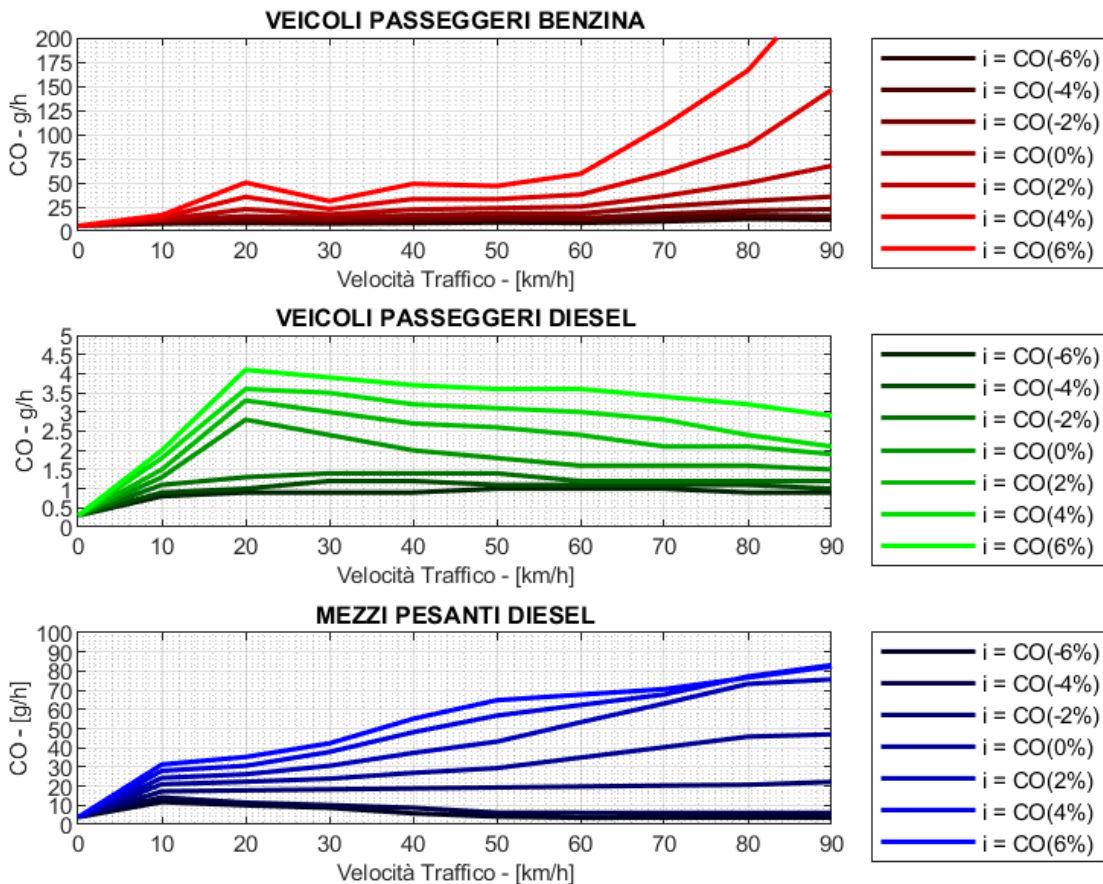 VEICOLI PASSEGGERI BENZINA
200
175
150
125
100
75
50
25
0
CO - g/h
0 10 20 30 40 50 60 70 80 90
Velocità Traffico - [km/h]
i = CO(-6%)
i = CO(-4%)
i = CO(-2%)
i = CO(0%)
i = CO(2%)
i = CO(4%)
i = CO(6%)
VEICOLI PASSEGGERI DIESEL
5
4.5
4
3.5
3
2.5
2
1.5
1
0.5
0
CO - g/h
0 10 20 30 40 50 60 70 80 90
Velocità Traffico - [km/h]
i = CO(-6%)
i = CO(-4%)
i = CO(-2%)
i = CO(0%)
i = CO(2%)
i = CO(4%)
i = CO(6%)
MEZZI PESANTI DIESEL
100
90
80
70
60
50
40
30
20
10
0
CO - [g/h]
0 10 20 30 40 50 60 70 80 90
Velocità Traffico - [km/h]
i = CO(-6%)
i = CO(-4%)
i = CO(-2%)
i = CO(0%)
i = CO(2%)
i = CO(4%)
i = CO(6%)